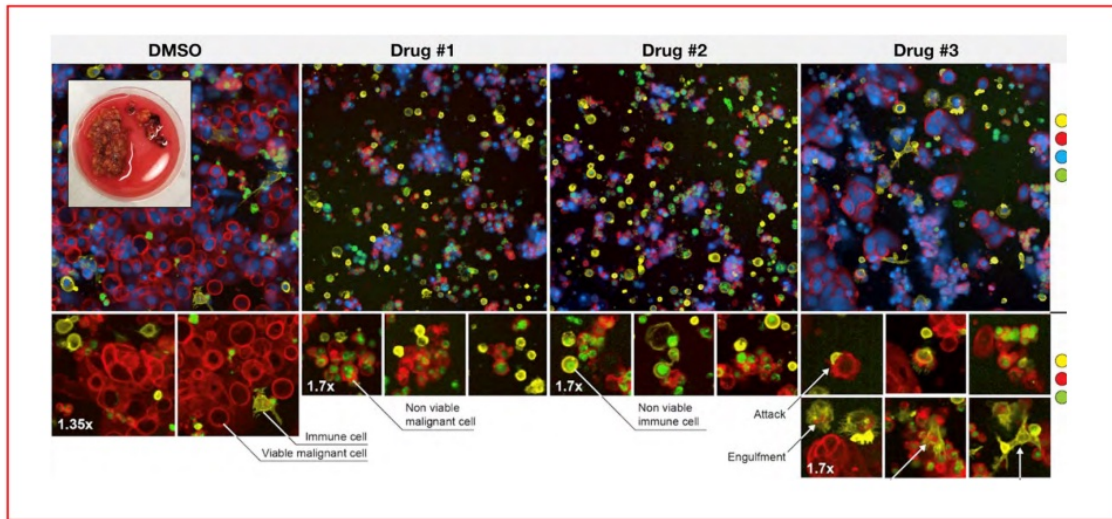 DMSO
Drug #1
Drug #2
Drug #3
1.35x
Immune cell
Viable malignant cell
1.7x
Non viable
malignant cell
1.7x
Non viable
immune cell
Attack
Engulfment
1.7x